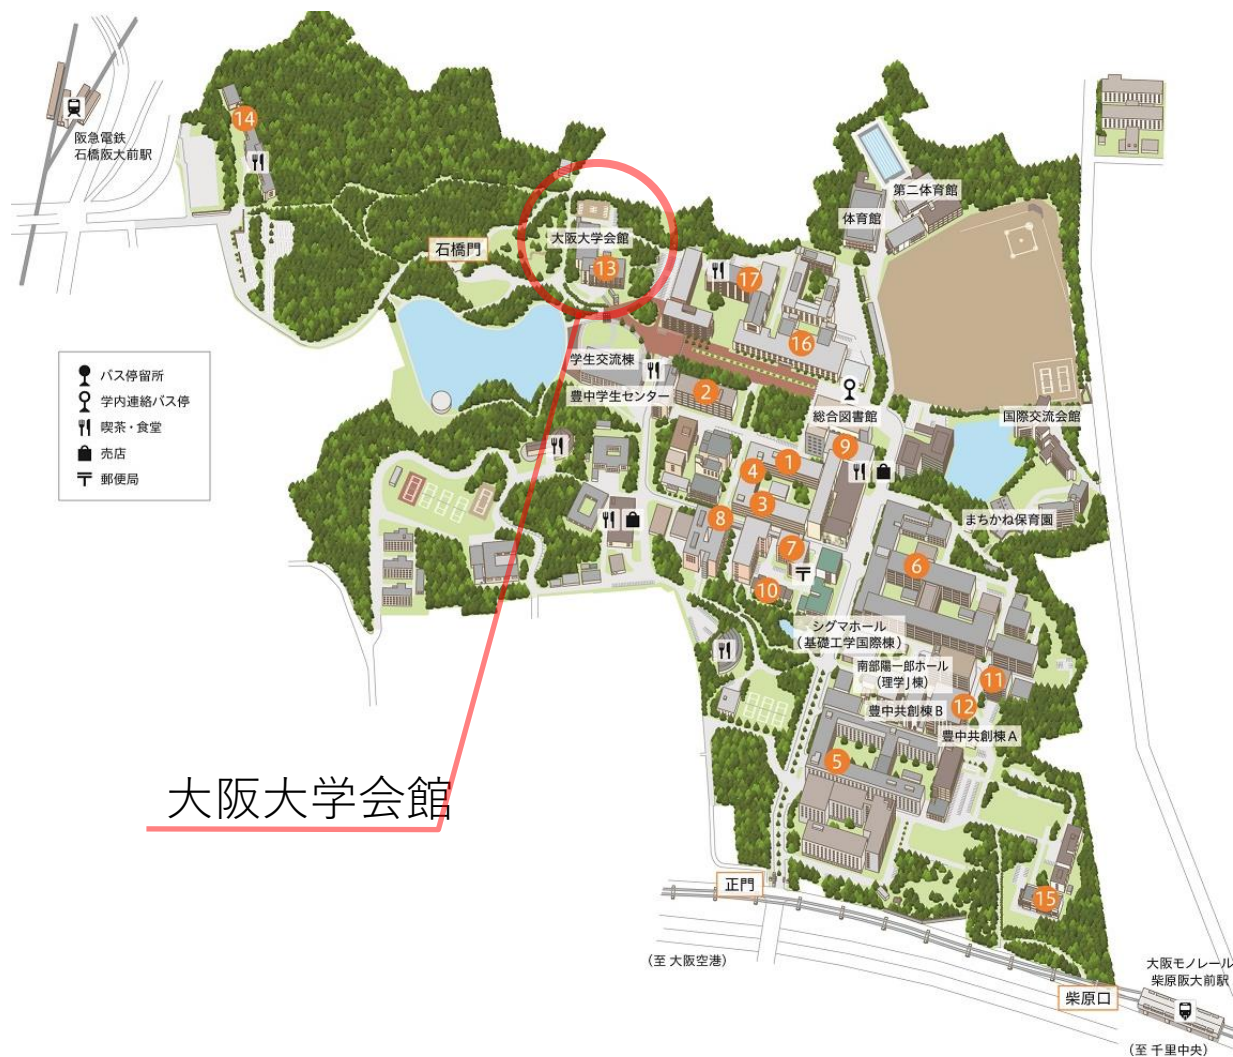 阪急電鉄
石橋阪大前駅
14
石橋門
大阪大学会館
13
第二体育館
体育館
17
16
学生交流棟
豊中学生センター
2
総合図書館
国際交流会館
9
1
4
3
8
7
10
まちかね保育園
6
シグマホール
(基礎工学国際棟)
南部陽一郎ホール
(理学J棟)
11
12
豊中共創棟B
豊中共創棟A
5
15
バス停留所
学内連絡バス停
喫茶・食堂
売店
郵便局
大阪大学会館
正門
(至 大阪空港)
大阪モノレール
柴原阪大前駅
柴原口
(至 千里中央)